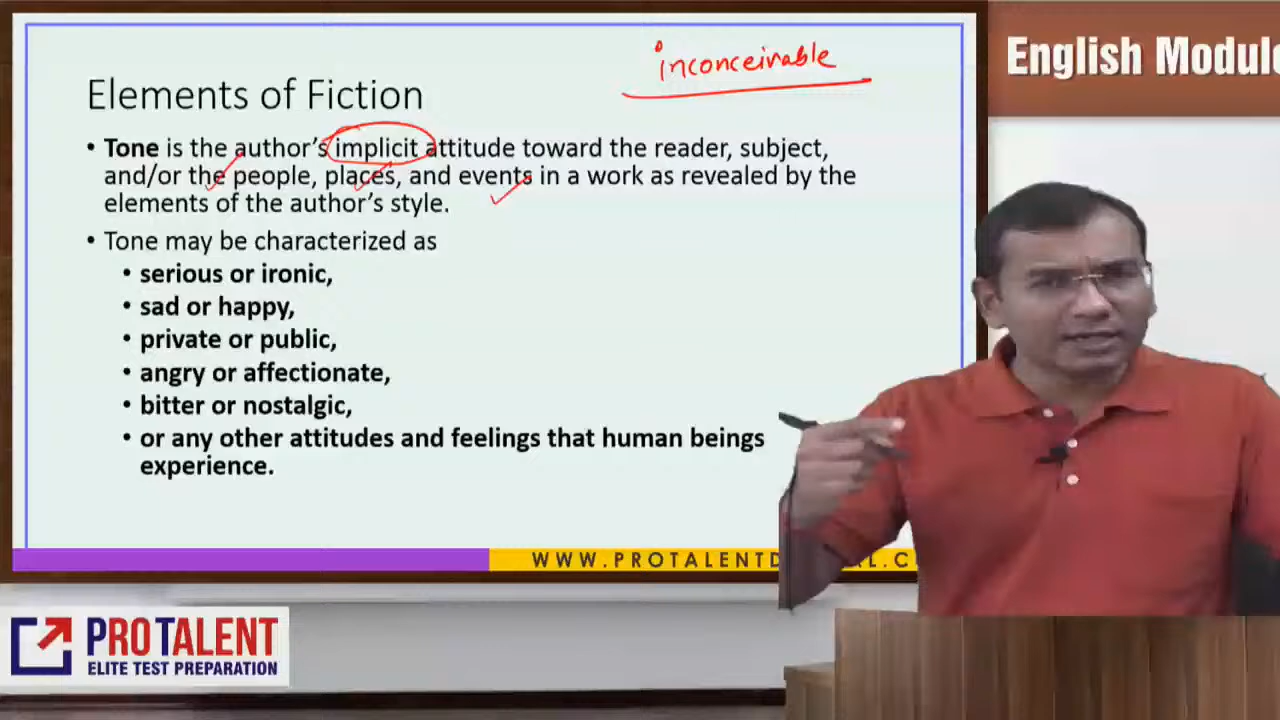 inconceivable
English Module
Elements of Fiction
• Tone is the author's implicit attitude toward the reader, subject,
and/or the people, places, and events in a work as revealed by the
elements of the author's style.
• Tone may be characterized as
• serious or ironic,
• sad or happy,
• private or public,
• angry or affectionate,
• bitter or nostalgic,
• or any other attitudes and feelings that human beings
experience.
PROTALENT
ELITE TEST PREPARATION